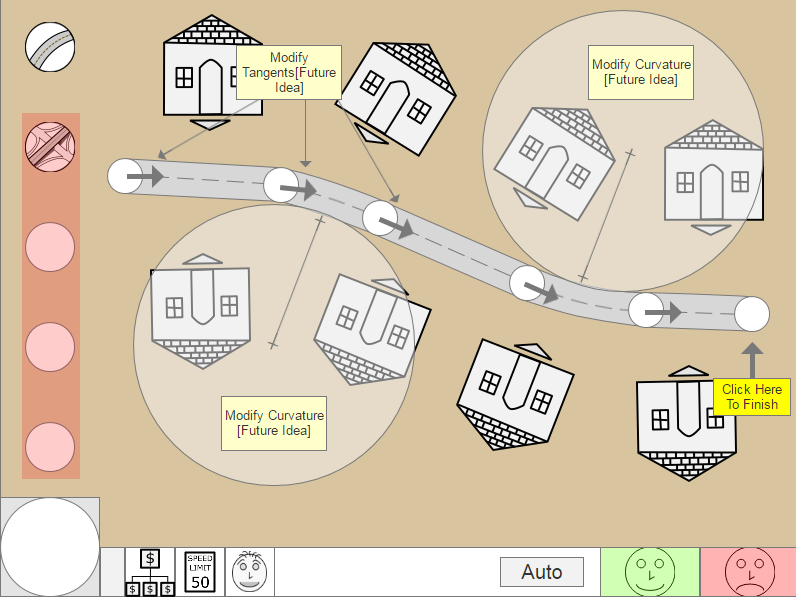 Modify
Tangents[Future
Idea]
Modify Curvature
[Future Idea]
Modify Curvature
[Future Idea]
Click Here
To Finish
$
$ $ $
SPEED
LIMIT
50
Auto